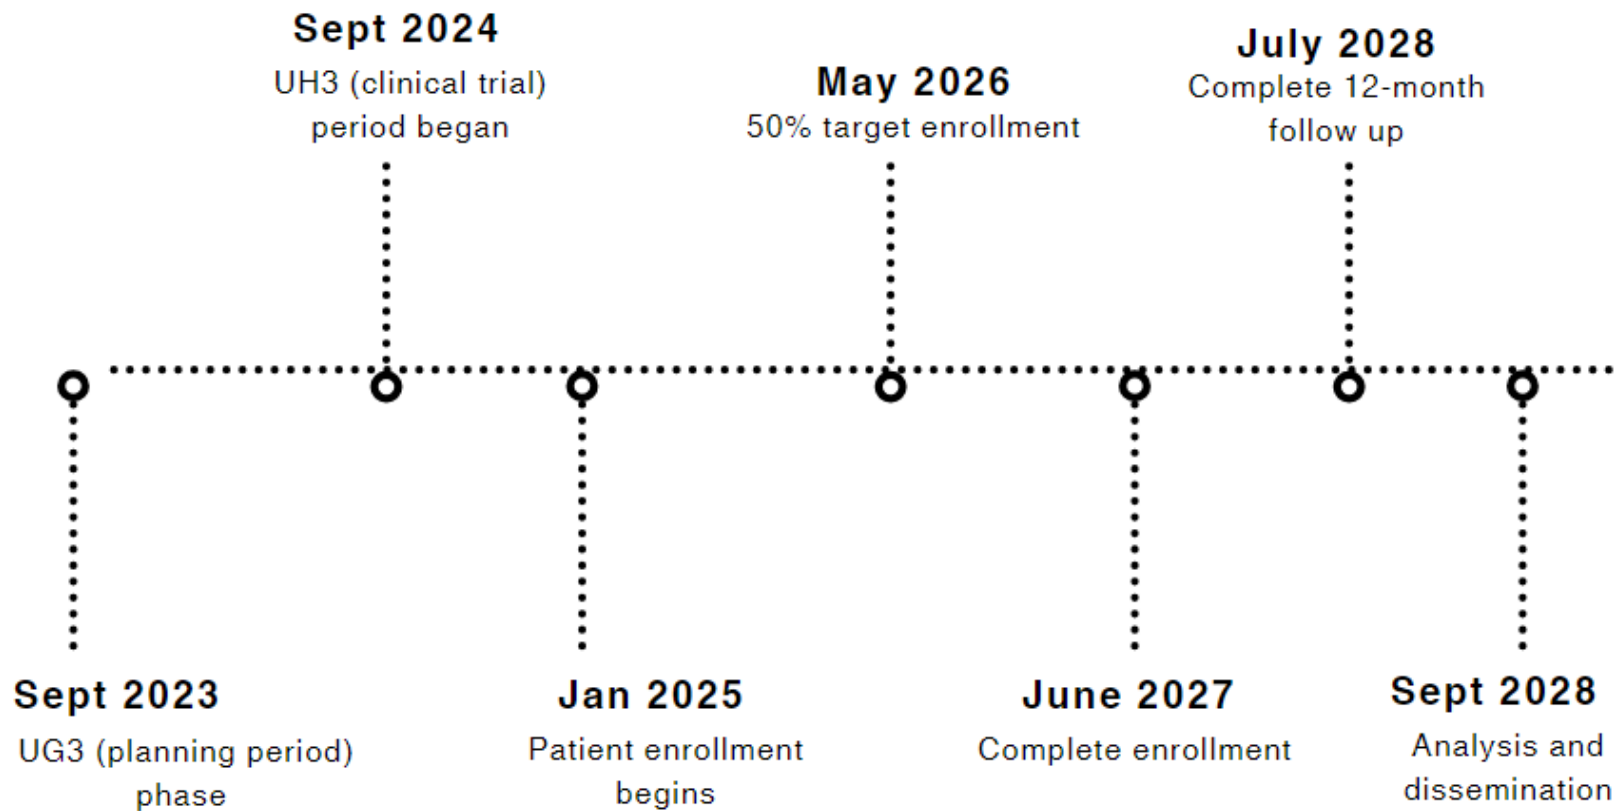 Sept 2024
UH3 (clinical trial)
period began
May 2026
50% target enrollment
July 2028
Complete 12-month
follow up
Sept 2023
UG3 (planning period)
phase
Jan 2025
Patient enrollment
begins
June 2027
Complete enrollment
Sept 2028
Analysis and
dissemination